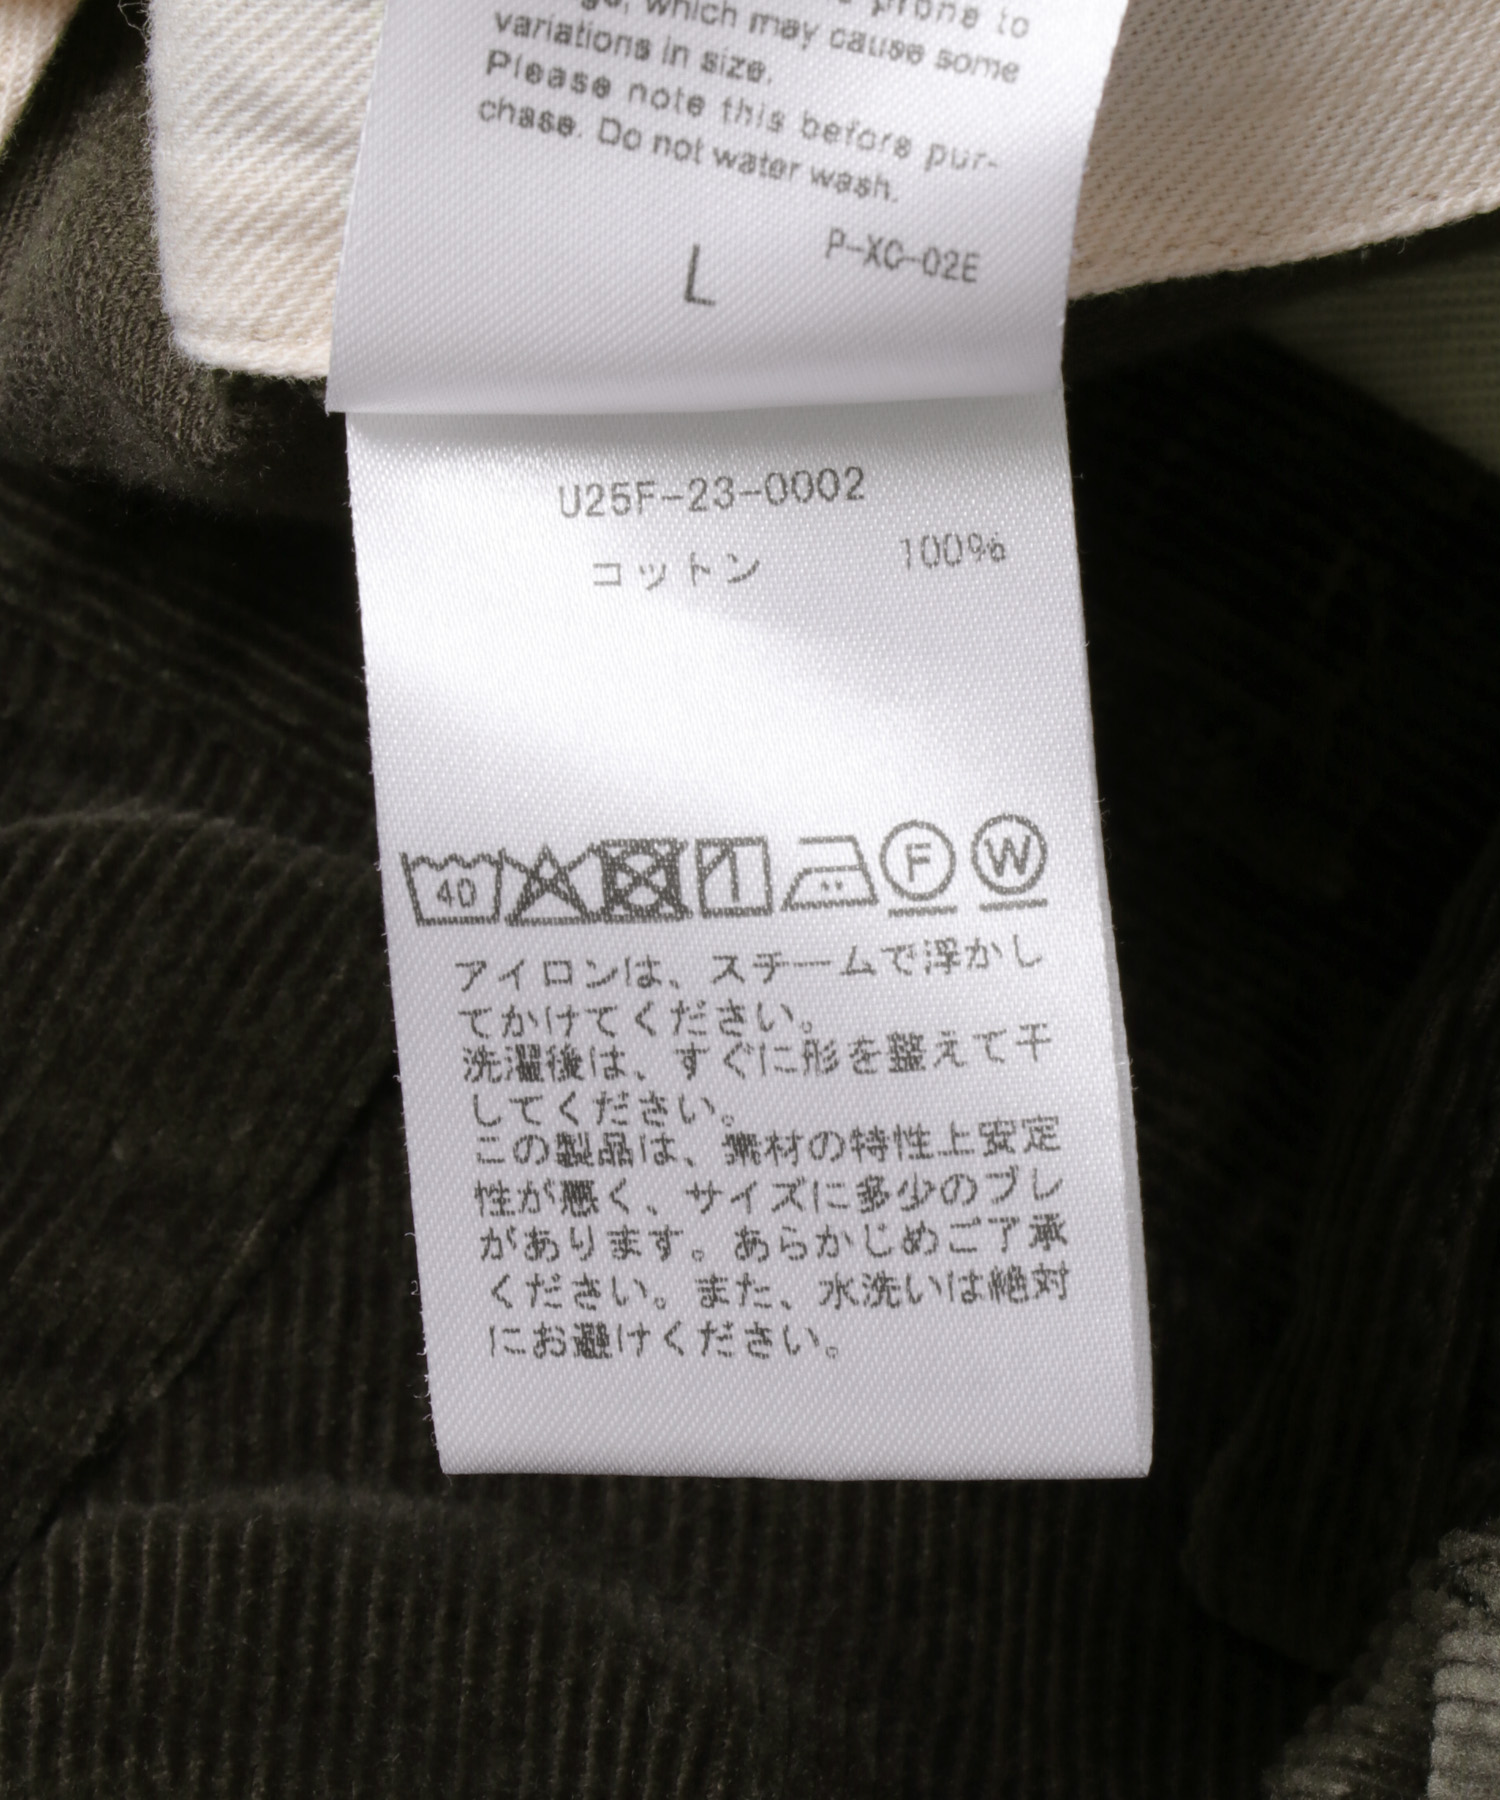 prone to
, which may cause some
variations in size.
Please note this before pur-
chase. Do not water wash.
P-XC-02E
L
U25F-23-0002
コットン 100%
40 F W
アイロンは、スチームで浮かし
てかけてください。
洗濯後は、すぐに形を整えて干
してください。
この製品は、素材の特性上安定
性が悪く、サイズに多少のブレ
があります。あらかじめご了承
ください。また、水洗いは絶対
にお避けください。